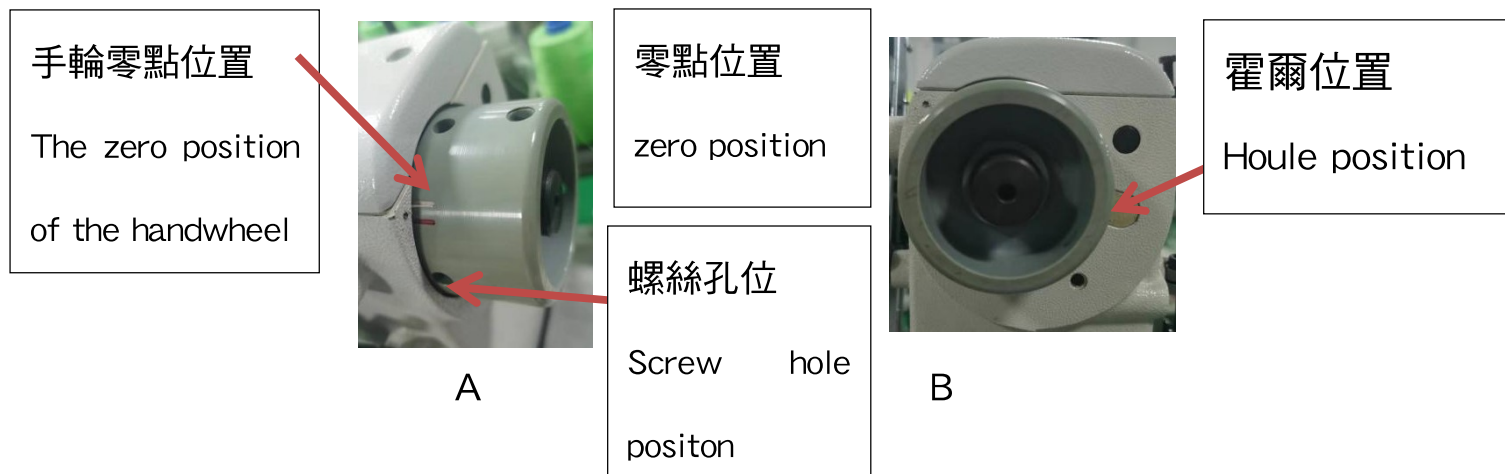 手輪零點位置
The zero position
of the handwheel
零點位置
zero position
螺絲孔位
Screw hole
positon
霍爾位置
Houle position
A
B